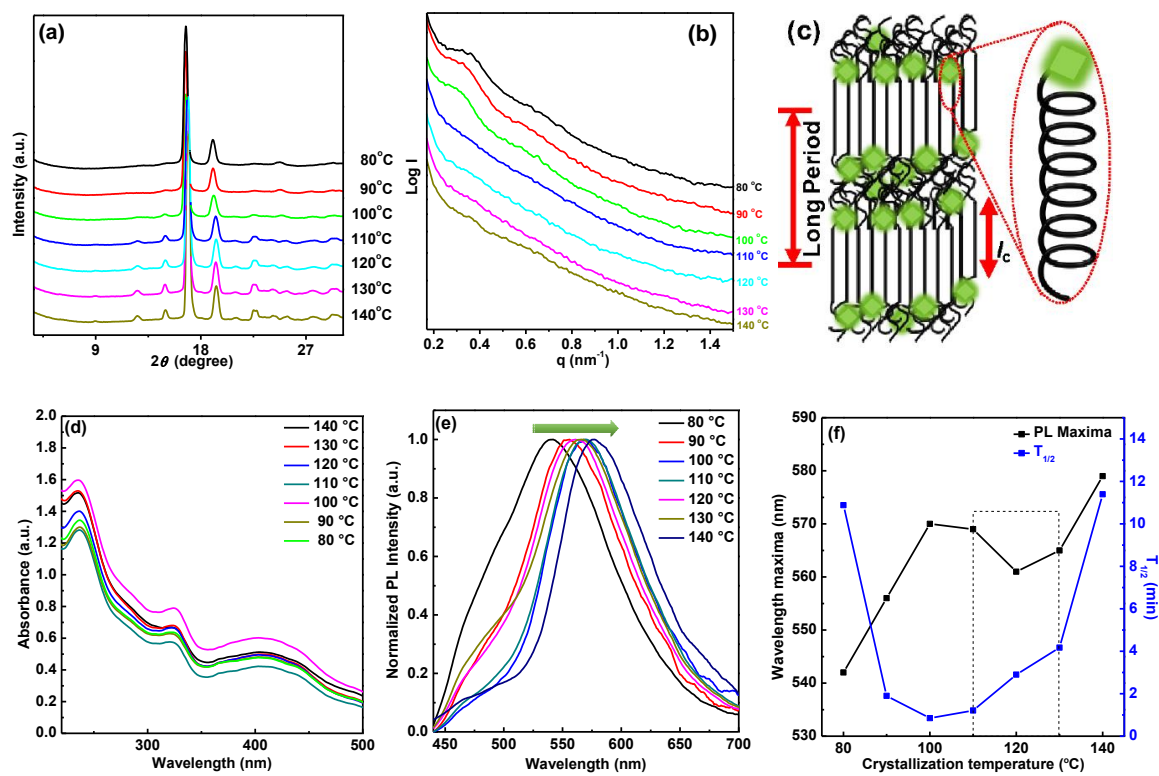 (a)
Intensity (a.u.)
80°C
90°C
100°C
110°C
120°C
130°C
140°C
9 18 27
2θ (degree)
(b)
Log I
80 °C
90 °C
100 °C
110 °C
120 °C
130 °C
140 °C
0.2 0.4 0.6 0.8 1.0 1.2 1.4
q (nm⁻¹)
(c)
Long Period
lc
(d)
Absorbance (a.u.)
2.0
1.8
1.6
1.4
1.2
1.0
0.8
0.6
0.4
0.2
0.0
140 °C
130 °C
120 °C
110 °C
100 °C
90 °C
80 °C
300 400 500
Wavelength (nm)
(e)
Normalized PL Intensity (a.u.)
1.0
0.8
0.6
0.4
0.2
0.0
80 °C
90 °C
100 °C
110 °C
120 °C
130 °C
140 °C
450 500 550 600 650 700
Wavelength (nm)
(f)
Wavelength maxima (nm)
590
580
570
560
550
540
530
PL Maxima
T1/2
14
12
10
8
6
4
2
0
T1/2 (min)
80 100 120 140
Crystallization temperature (°C)